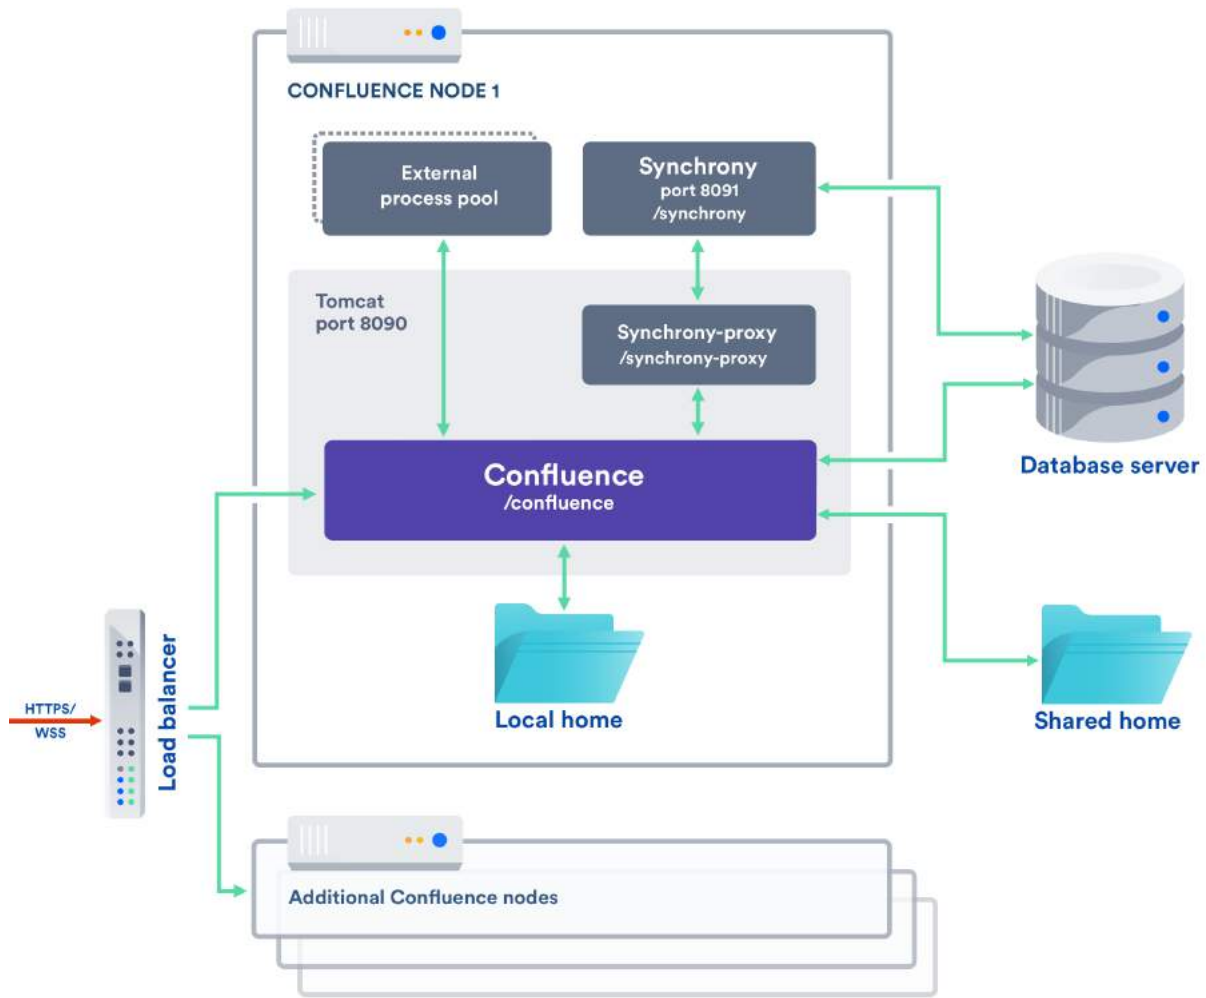 CONFLUENCE NODE 1
External
process pool
Synchrony
port 8091
/synchrony
Tomcat
port 8090
Synchrony-proxy
/synchrony-proxy
Confluence
/confluence
Database server
Local home
Shared home
HTTPS/
WSS
Load balancer
Additional Confluence nodes